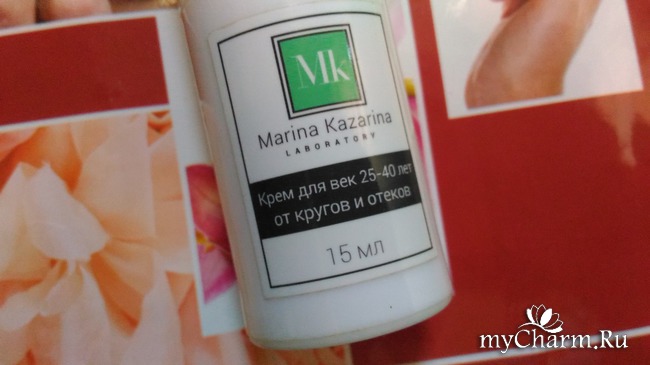 Mk
Marina Kazarina
LABORATORY
Крем для век 25-40 лет
от кругов и отеков
15 мл
myCharm.Ru